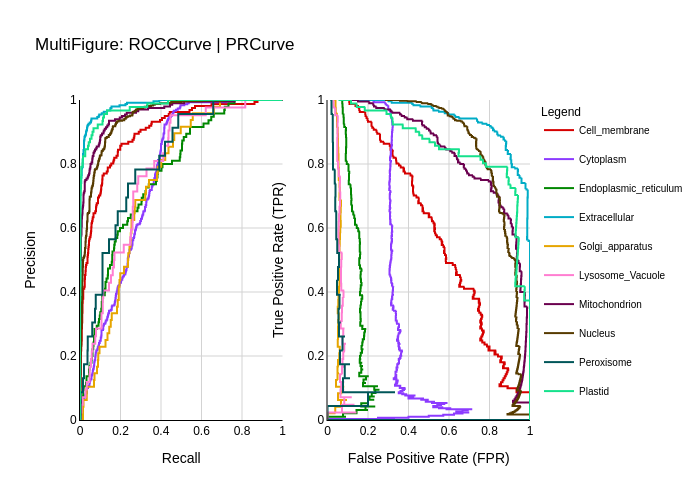 MultiFigure: ROCCurve | PRCurve
Precision
1
0.8
0.6
0.4
0.2
0
0 0.2 0.4 0.6 0.8 1
Recall
True Positive Rate (TPR)
1
0.8
0.6
0.4
0.2
0
0 0.2 0.4 0.6 0.8 1
False Positive Rate (FPR)
Legend
Cell_membrane
Cytoplasm
Endoplasmic_reticulum
Extracellular
Golgi_apparatus
Lysosome_Vacuole
Mitochondrion
Nucleus
Peroxisome
Plastid